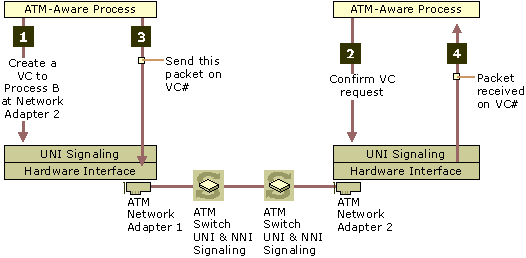 ATM-Aware Process
1
3
Create a
VC to
Process B
at Network
Adapter 2
Send this
packet on
VC#
UNI Signaling
Hardware Interface
ATM
Network
Adapter 1
ATM
Switch
UNI & NNI
Signaling
ATM
Switch
UNI & NNI
Signaling
ATM-Aware Process
2
4
Confirm VC
request
Packet
received
on VC#
UNI Signaling
Hardware Interface
ATM
Network
Adapter 2